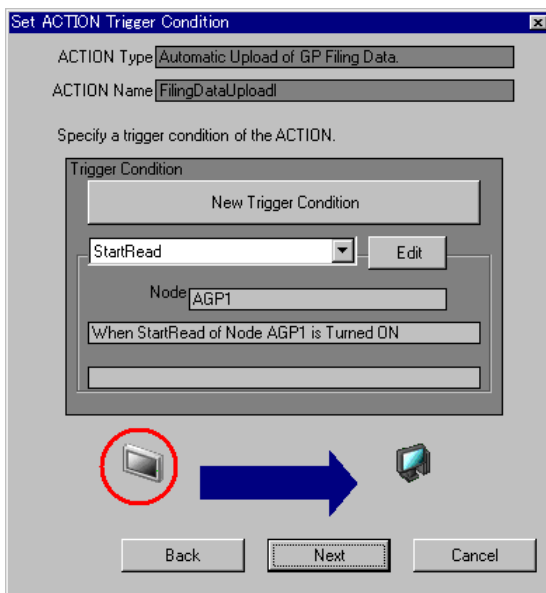 Set ACTION Trigger Condition
ACTION Type Automatic Upload of GP Filing Data.
ACTION Name FilingDataUploadl
Specify a trigger condition of the ACTION.
Trigger Condition
New Trigger Condition
StartRead Edit
Node AGP1
When StartRead of Node AGP1 is Turned ON
Back Next Cancel